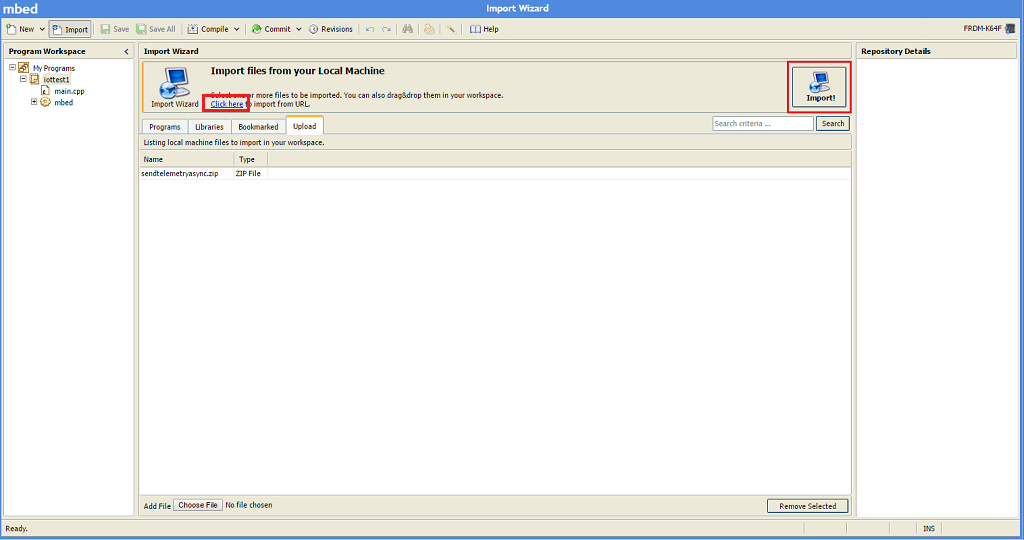 mbed
Import Wizard
New Import Save Save All Compile Commit Revisions Help FRDM-K64F
Program Workspace
My Programs
iottest1
main.cpp
mbed
Import Wizard
Import Wizard
Import files from your Local Machine
Select one or more files to be imported. You can also drag&drop them in your workspace.
Click here to import from URL.
Import!
Programs Libraries Bookmarked Upload
Search criteria ... Search
Listing local machine files to import in your workspace.
Name Type
sendtelemetryasync.zip ZIP File
Add File Choose File No file chosen
Remove Selected
Repository Details
Ready.
INS